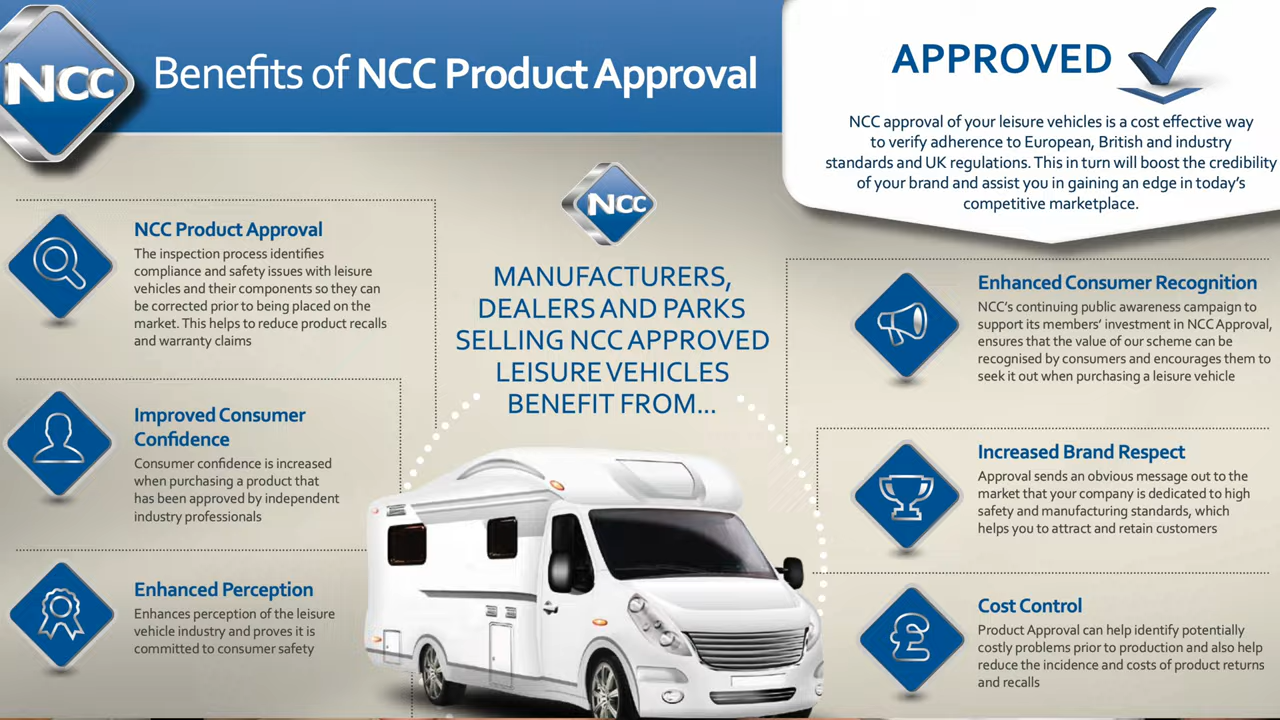 NCC
Benefits of NCC Product Approval
APPROVED
NCC approval of your leisure vehicles is a cost effective way
to verify adherence to European, British and industry
standards and UK regulations. This in turn will boost the credibility
of your brand and assist you in gaining an edge in today's
competitive marketplace.
NCC
MANUFACTURERS,
DEALERS AND PARKS
SELLING NCC APPROVED
LEISURE VEHICLES
BENEFIT FROM...
NCC Product Approval
The inspection process identifies
compliance and safety issues with leisure
vehicles and their components so they can
be corrected prior to being placed on the
market. This helps to reduce product recalls
and warranty claims
Improved Consumer
Confidence
Consumer confidence is increased
when purchasing a product that
has been approved by independent
industry professionals
Enhanced Perception
Enhances perception of the leisure
vehicle industry and proves it is
committed to consumer safety
Enhanced Consumer Recognition
NCC's continuing public awareness campaign to
support its members' investment in NCC Approval,
ensures that the value of our scheme can be
recognised by consumers and encourages them to
seek it out when purchasing a leisure vehicle
Increased Brand Respect
Approval sends an obvious message out to the
market that your company is dedicated to high
safety and manufacturing standards, which
helps you to attract and retain customers
£
Cost Control
Product Approval can help identify potentially
costly problems prior to production and also help
reduce the incidence and costs of product returns
and recalls